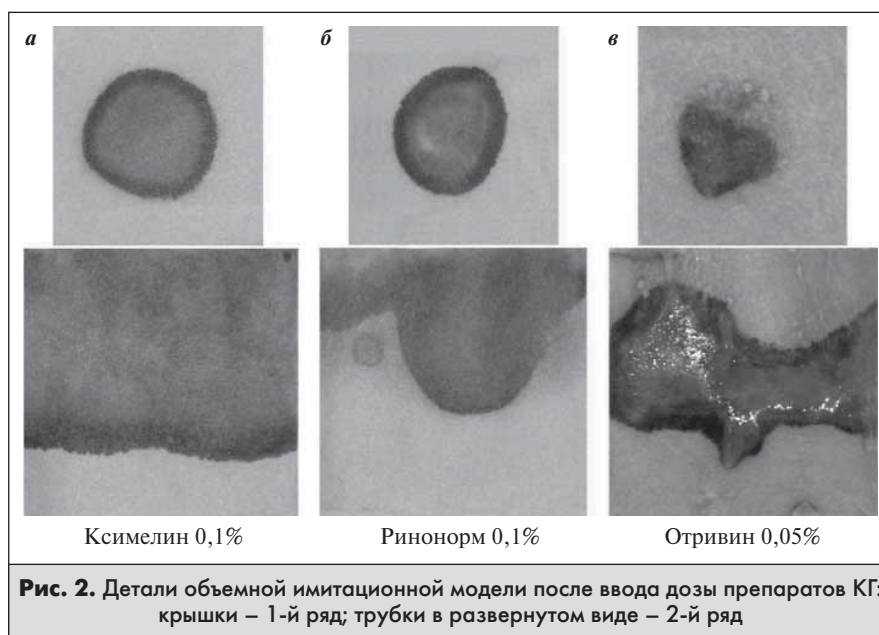 а б в
Ксимелин 0,1% Ринонорм 0,1% Отривин 0,05%
Рис. 2. Детали объемной имитационной модели после ввода дозы препаратов КГ:
крышки – 1-й ряд; трубки в развернутом виде – 2-й ряд